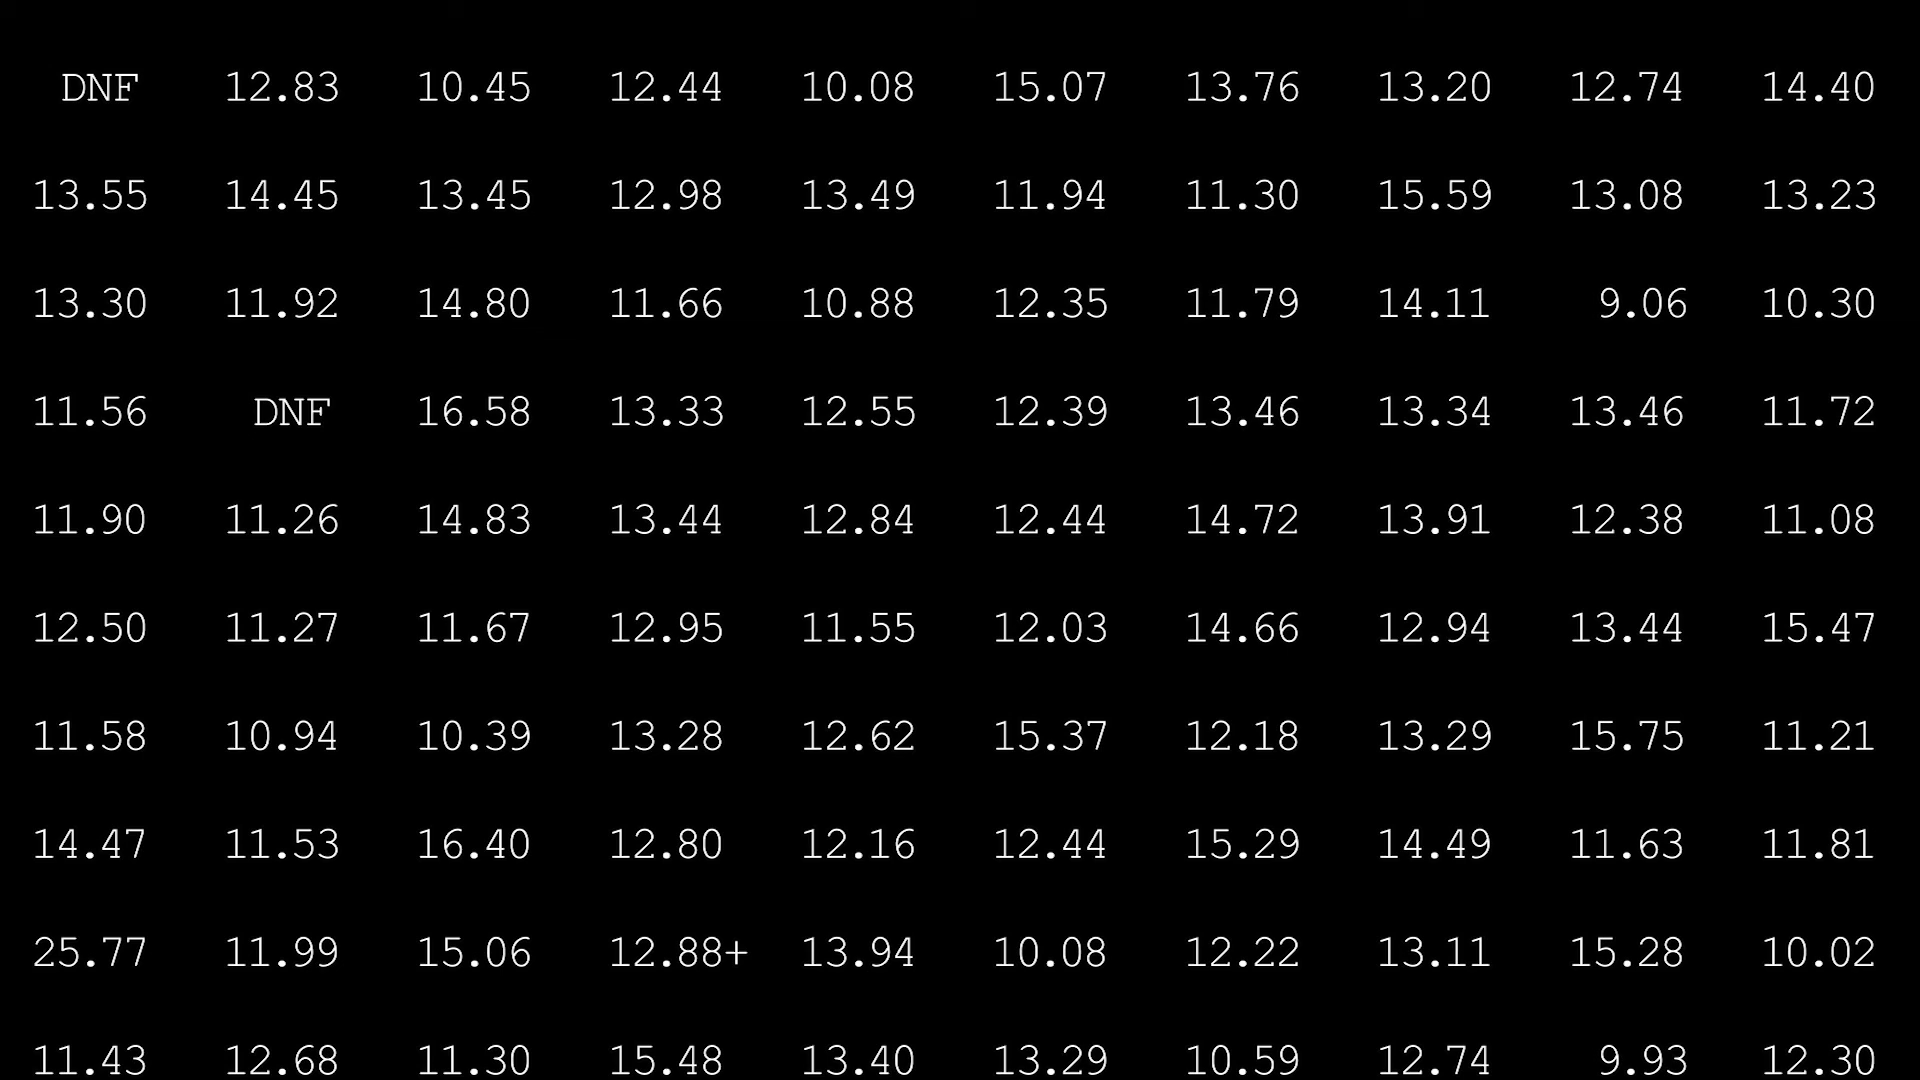 DNF 12.83 10.45 12.44 10.08 15.07 13.76 13.20 12.74 14.40
13.55 14.45 13.45 12.98 13.49 11.94 11.30 15.59 13.08 13.23
13.30 11.92 14.80 11.66 10.88 12.35 11.79 14.11 9.06 10.30
11.56 DNF 16.58 13.33 12.55 12.39 13.46 13.34 13.46 11.72
11.90 11.26 14.83 13.44 12.84 12.44 14.72 13.91 12.38 11.08
12.50 11.27 11.67 12.95 11.55 12.03 14.66 12.94 13.44 15.47
11.58 10.94 10.39 13.28 12.62 15.37 12.18 13.29 15.75 11.21
14.47 11.53 16.40 12.80 12.16 12.44 15.29 14.49 11.63 11.81
25.77 11.99 15.06 12.88+ 13.94 10.08 12.22 13.11 15.28 10.02
11.43 12.68 11.30 15.48 13.40 13.29 10.59 12.74 9.93 12.30